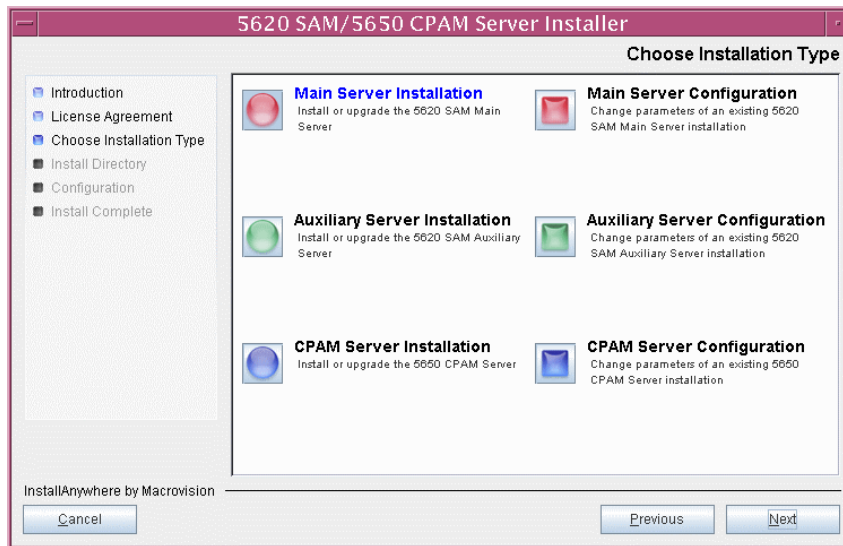 5620 SAM/5650 CPAM Server Installer
Choose Installation Type
Introduction
License Agreement
Choose Installation Type
Install Directory
Configuration
Install Complete
Main Server Installation
Install or upgrade the 5620 SAM Main
Server
Main Server Configuration
Change parameters of an existing 5620
SAM Main Server installation
Auxiliary Server Installation
Install or upgrade the 5620 SAM Auxiliary
Server
Auxiliary Server Configuration
Change parameters of an existing 5620
SAM Auxiliary Server installation
CPAM Server Installation
Install or upgrade the 5650 CPAM Server
CPAM Server Configuration
Change parameters of an existing 5650
CPAM Server installation
InstallAnywhere by Macrovision
Cancel
Previous
Next